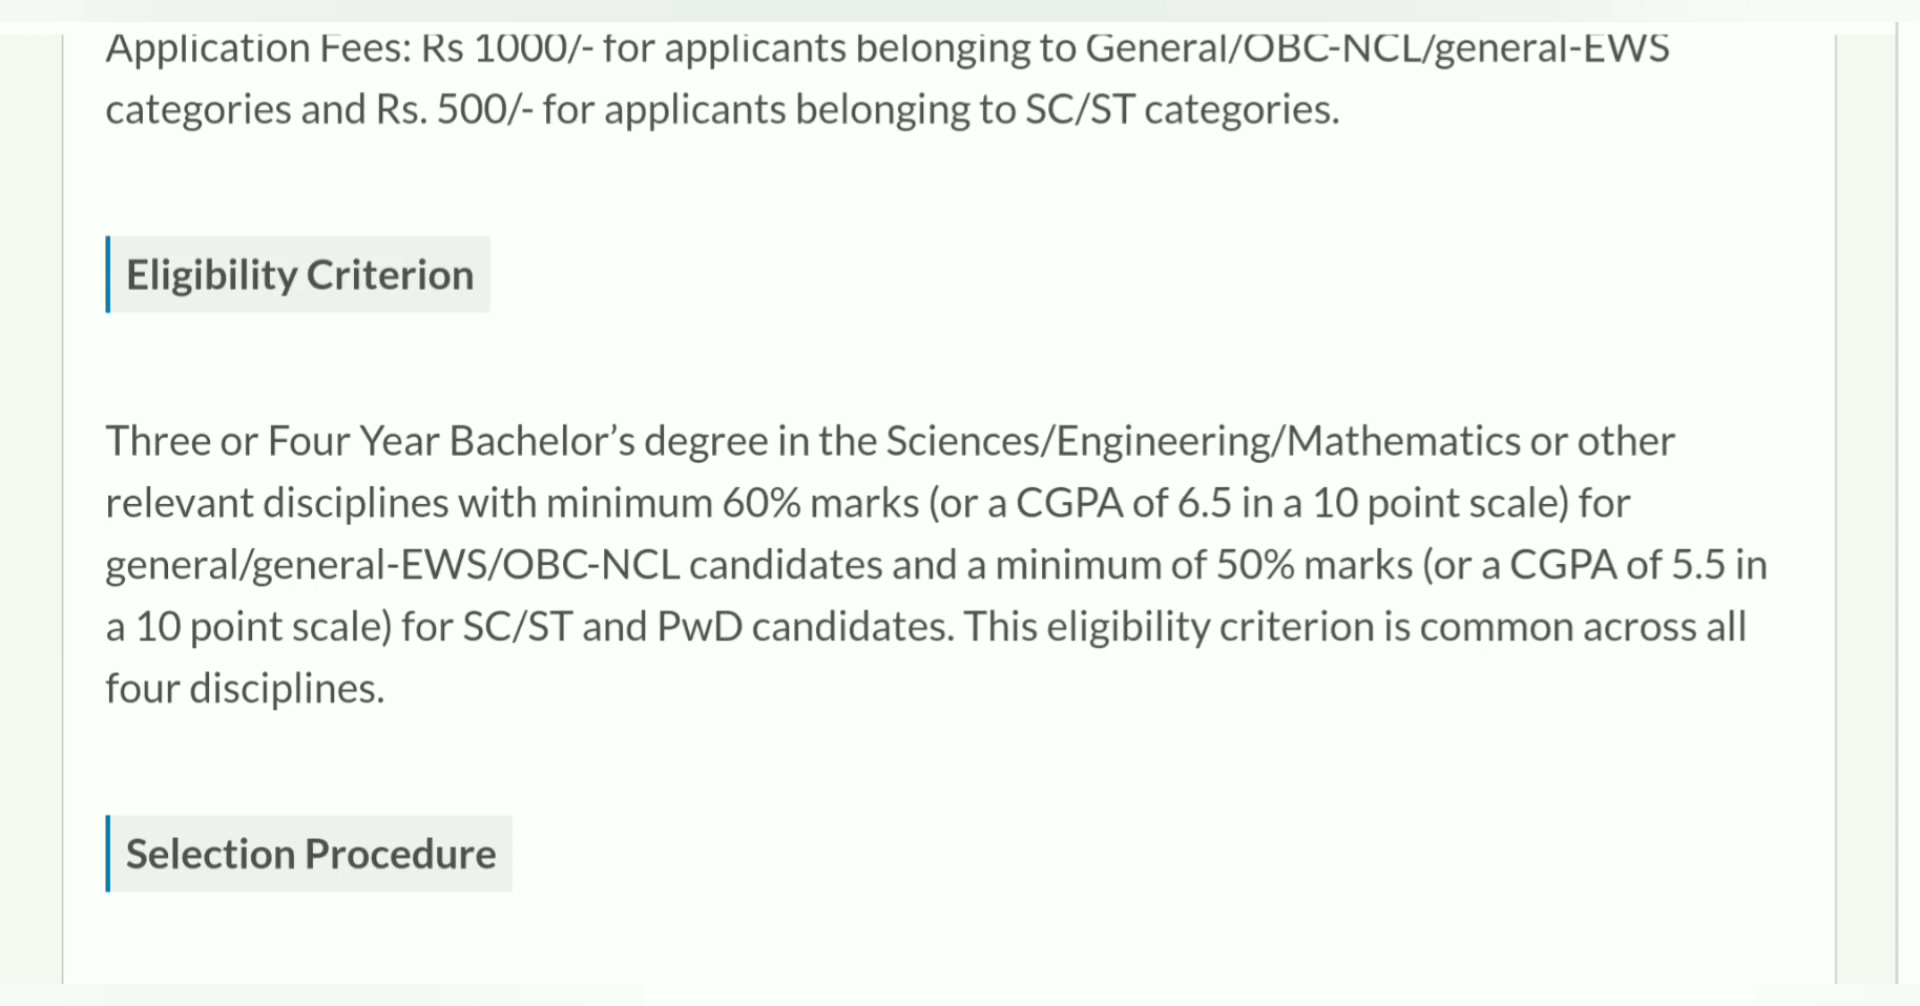 Application Fees: Rs 1000/- for applicants belonging to General/OBC-NCL/general-EWS
categories and Rs. 500/- for applicants belonging to SC/ST categories.
Eligibility Criterion
Three or Four Year Bachelor’s degree in the Sciences/Engineering/Mathematics or other
relevant disciplines with minimum 60% marks (or a CGPA of 6.5 in a 10 point scale) for
general/general-EWS/OBC-NCL candidates and a minimum of 50% marks (or a CGPA of 5.5 in
a 10 point scale) for SC/ST and PwD candidates. This eligibility criterion is common across all
four disciplines.
Selection Procedure